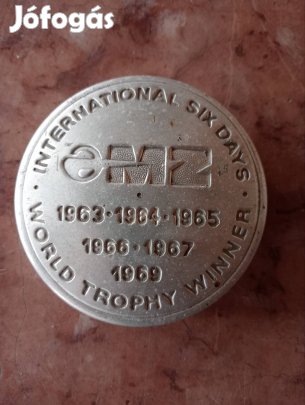 Jófogás
· INTERNATIONAL SIX DAYS ·
MZ
1963·1964·1965
1966·1967
1969
WORLD TROPHY WINNER